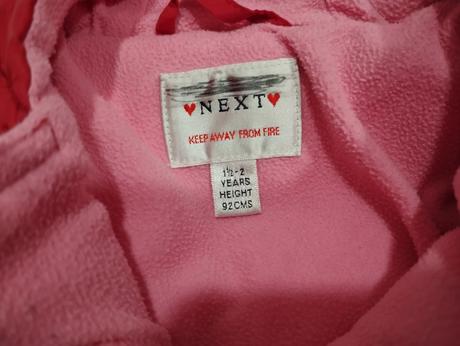 ♥NEXT♥
KEEP AWAY FROM FIRE
1½-2
YEARS
HEIGHT
92CMS